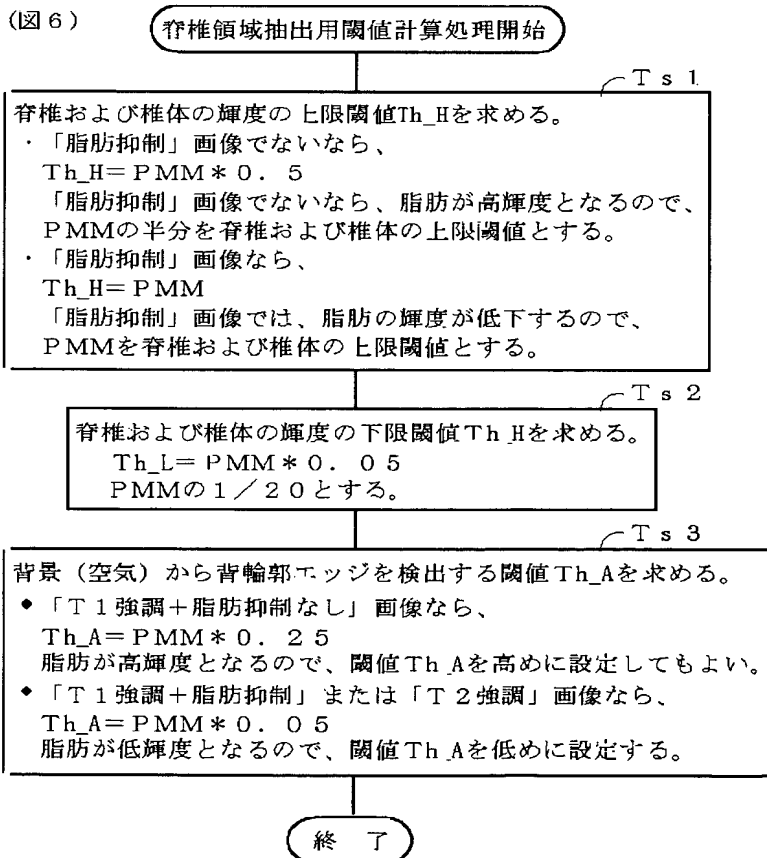 (図6)
脊椎領域抽出用閾値計算処理開始
Ts1
脊椎および椎体の輝度の上限閾値Th_Hを求める。
・「脂肪抑制」画像でないなら、
Th_H=PMM*0.5
「脂肪抑制」画像でないなら、脂肪が高輝度となるので、
PMMの半分を脊椎および椎体の上限閾値とする。
・「脂肪抑制」画像なら、
Th_H=PMM
「脂肪抑制」画像では、脂肪の輝度が低下するので、
PMMを脊椎および椎体の上限閾値とする。
Ts2
脊椎および椎体の輝度の下限閾値Th_Hを求める。
Th_L=PMM*0.05
PMMの1/20とする。
Ts3
背景(空気)から背輪郭エッジを検出する閾値Th_Aを求める。
◆「T1強調+脂肪抑制なし」画像なら、
Th_A=PMM*0.25
脂肪が高輝度となるので、閾値Th_Aを高めに設定してもよい。
◆「T1強調+脂肪抑制」または「T2強調」画像なら、
Th_A=PMM*0.05
脂肪が低輝度となるので、閾値Th_Aを低めに設定する。
終 了